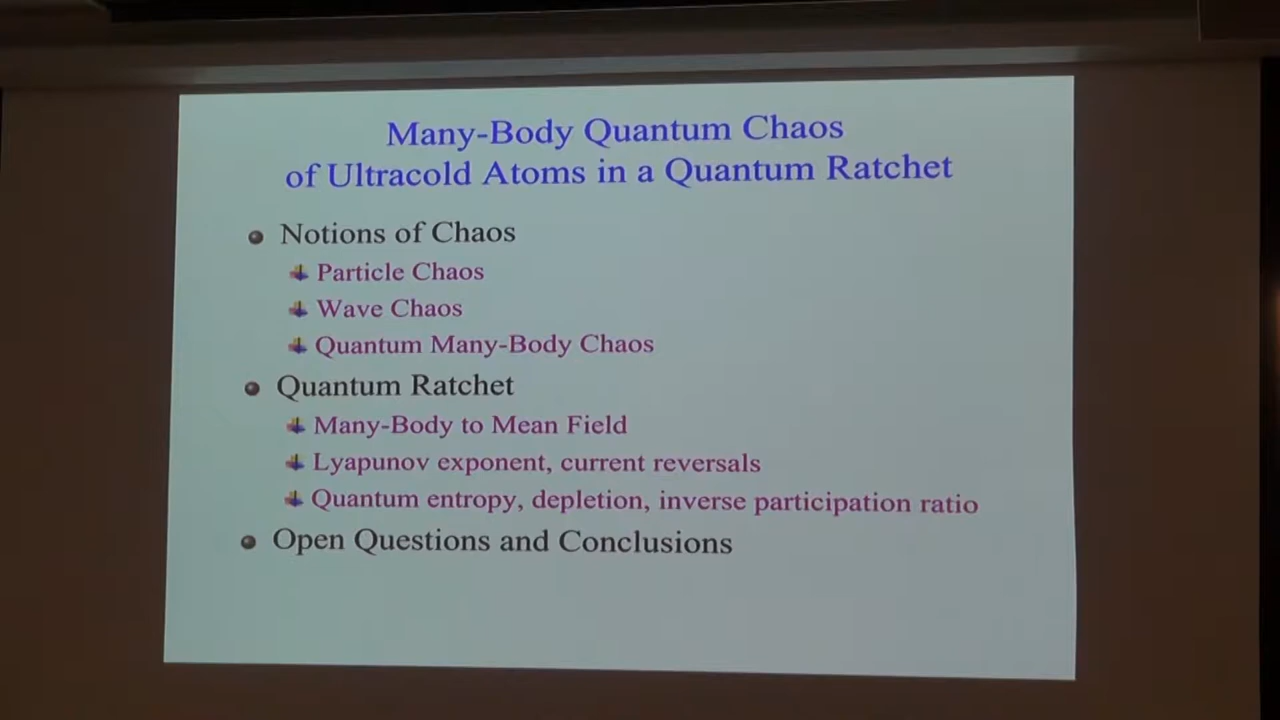 Many-Body Quantum Chaos
of Ultracold Atoms in a Quantum Ratchet
Notions of Chaos
Particle Chaos
Wave Chaos
Quantum Many-Body Chaos
Quantum Ratchet
Many-Body to Mean Field
Lyapunov exponent, current reversals
Quantum entropy, depletion, inverse participation ratio
Open Questions and Conclusions